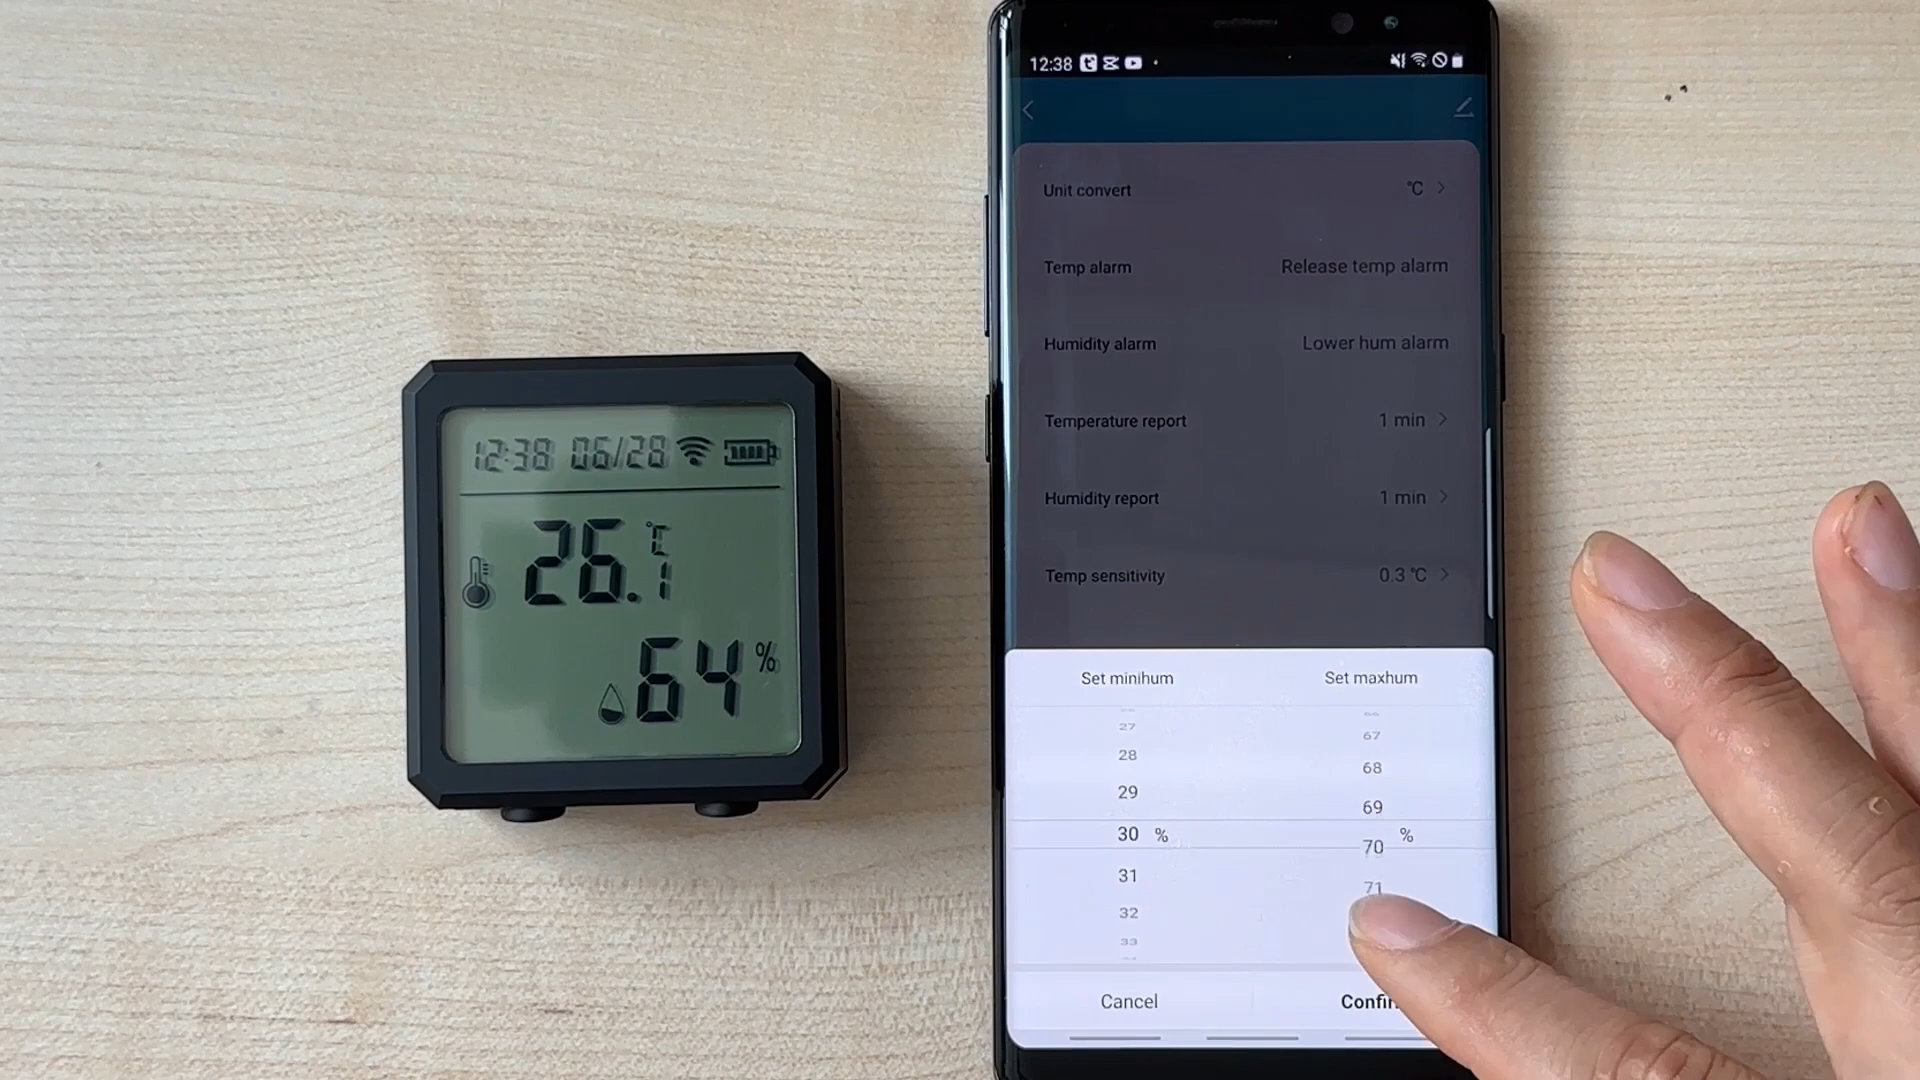 12:38 06/28
26.1 °C
64 %
12:38
Unit convert °C
Temp alarm Release temp alarm
Humidity alarm Lower hum alarm
Temperature report 1 min
Humidity report 1 min
Temp sensitivity 0.3 °C
Set minihum Set maxhum
27 67
28 68
29 69
30 % 70 %
31 71
32
33
Cancel Confir